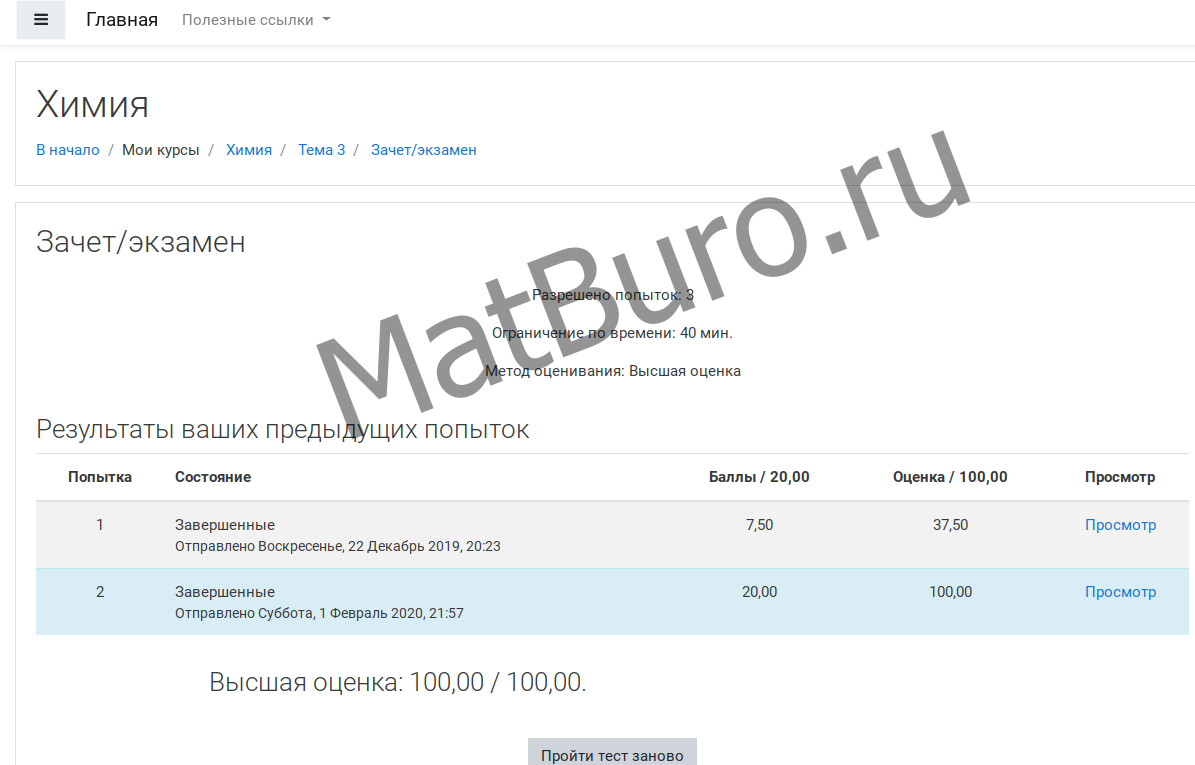 Главная Полезные ссылки
Химия
В начало / Мои курсы / Химия / Тема 3 / Зачет/экзамен
Зачет/экзамен
MatBuro.ru
Разрешено попыток: 3
Ограничение по времени: 40 мин.
Метод оценивания: Высшая оценка
Результаты ваших предыдущих попыток
Попытка Состояние Баллы / 20,00 Оценка / 100,00 Просмотр
1 Завершенные 7,50 37,50 Просмотр
Отправлено Воскресенье, 22 Декабрь 2019, 20:23
2 Завершенные 20,00 100,00 Просмотр
Отправлено Суббота, 1 Февраль 2020, 21:57
Высшая оценка: 100,00 / 100,00.
Пройти тест заново